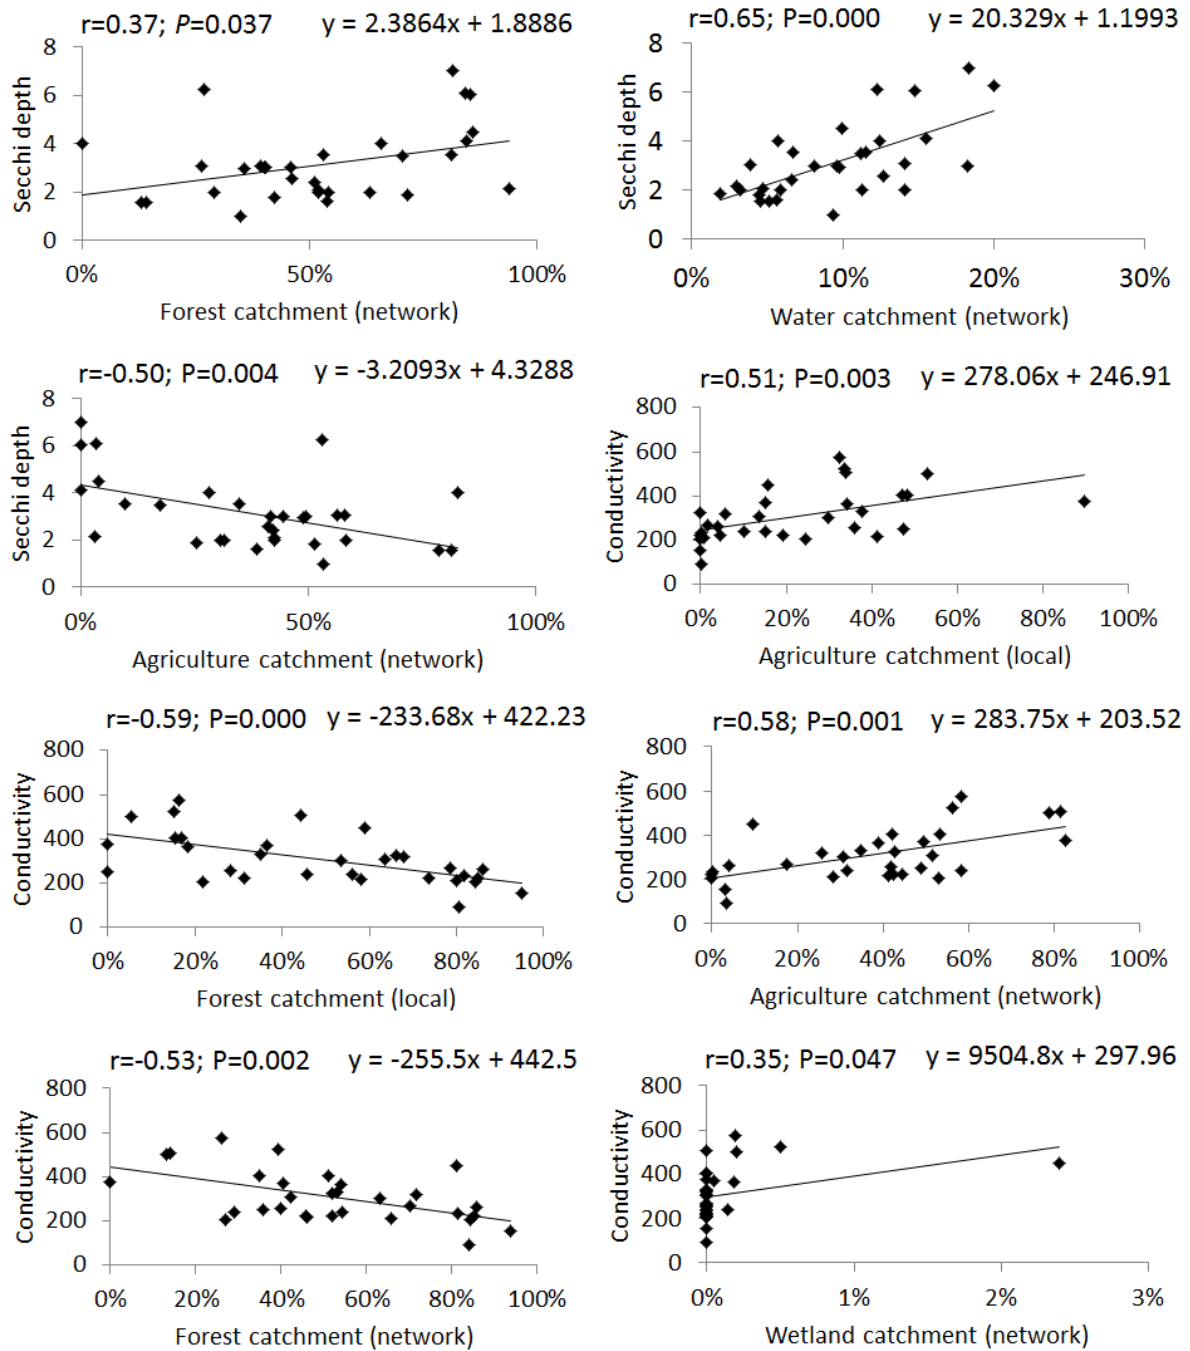 r=0.37; P=0.037 y = 2.3864x + 1.8886
8
6
4
2
0
Secchi depth
0% 50% 100%
Forest catchment (network)
r=0.65; P=0.000 y = 20.329x + 1.1993
8
6
4
2
0
Secchi depth
0% 10% 20% 30%
Water catchment (network)
r=-0.50; P=0.004 y = -3.2093x + 4.3288
8
6
4
2
0
Secchi depth
0% 50% 100%
Agriculture catchment (network)
r=0.51; P=0.003 y = 278.06x + 246.91
800
600
400
200
0
Conductivity
0% 20% 40% 60% 80% 100%
Agriculture catchment (local)
r=-0.59; P=0.000 y = -233.68x + 422.23
800
600
400
200
0
Conductivity
0% 20% 40% 60% 80% 100%
Forest catchment (local)
r=0.58; P=0.001 y = 283.75x + 203.52
800
600
400
200
0
Conductivity
0% 20% 40% 60% 80% 100%
Agriculture catchment (network)
r=-0.53; P=0.002 y = -255.5x + 442.5
800
600
400
200
0
Conductivity
0% 20% 40% 60% 80% 100%
Forest catchment (network)
r=0.35; P=0.047 y = 9504.8x + 297.96
800
600
400
200
0
Conductivity
0% 1% 2% 3%
Wetland catchment (network)